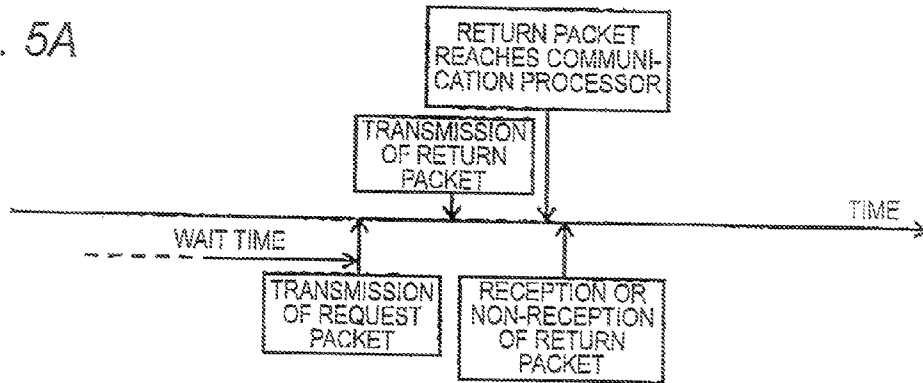 . 5A
RETURN PACKET
REACHES COMMUNI-
CATION PROCESSOR
TRANSMISSION
OF RETURN
PACKET
TIME
WAIT TIME
TRANSMISSION
OF REQUEST
PACKET
RECEPTION OR
NON-RECEPTION
OF RETURN
PACKET